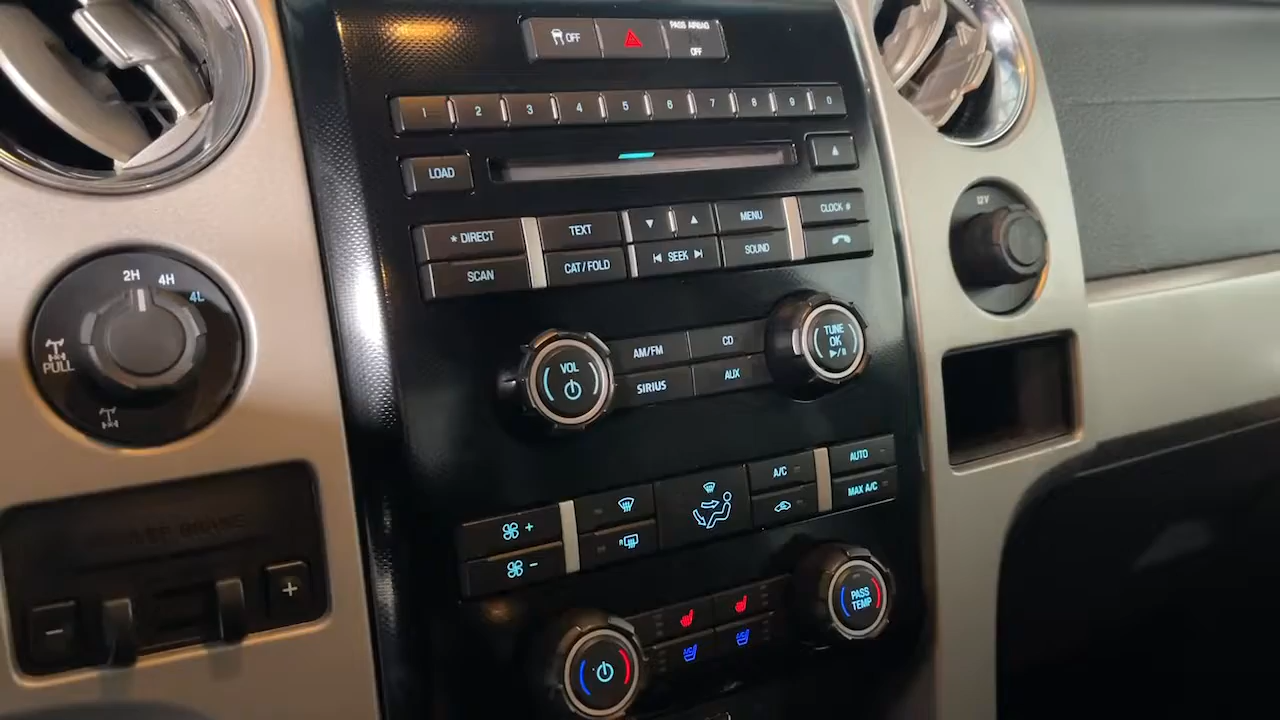 OFF
PASS AIRBAG
OFF
1 2 3 4 5 6 7 8 9 0
LOAD
* DIRECT
TEXT
MENU
CLOCK #
SCAN
CAT/FOLD
SEEK
SOUND
12V
2H
4H
4L
PULL
VOL
AM/FM
CD
SIRIUS
AUX
TUNE
OK
A/C
AUTO
MAX A/C
+
R
−
PASS
TEMP
− +